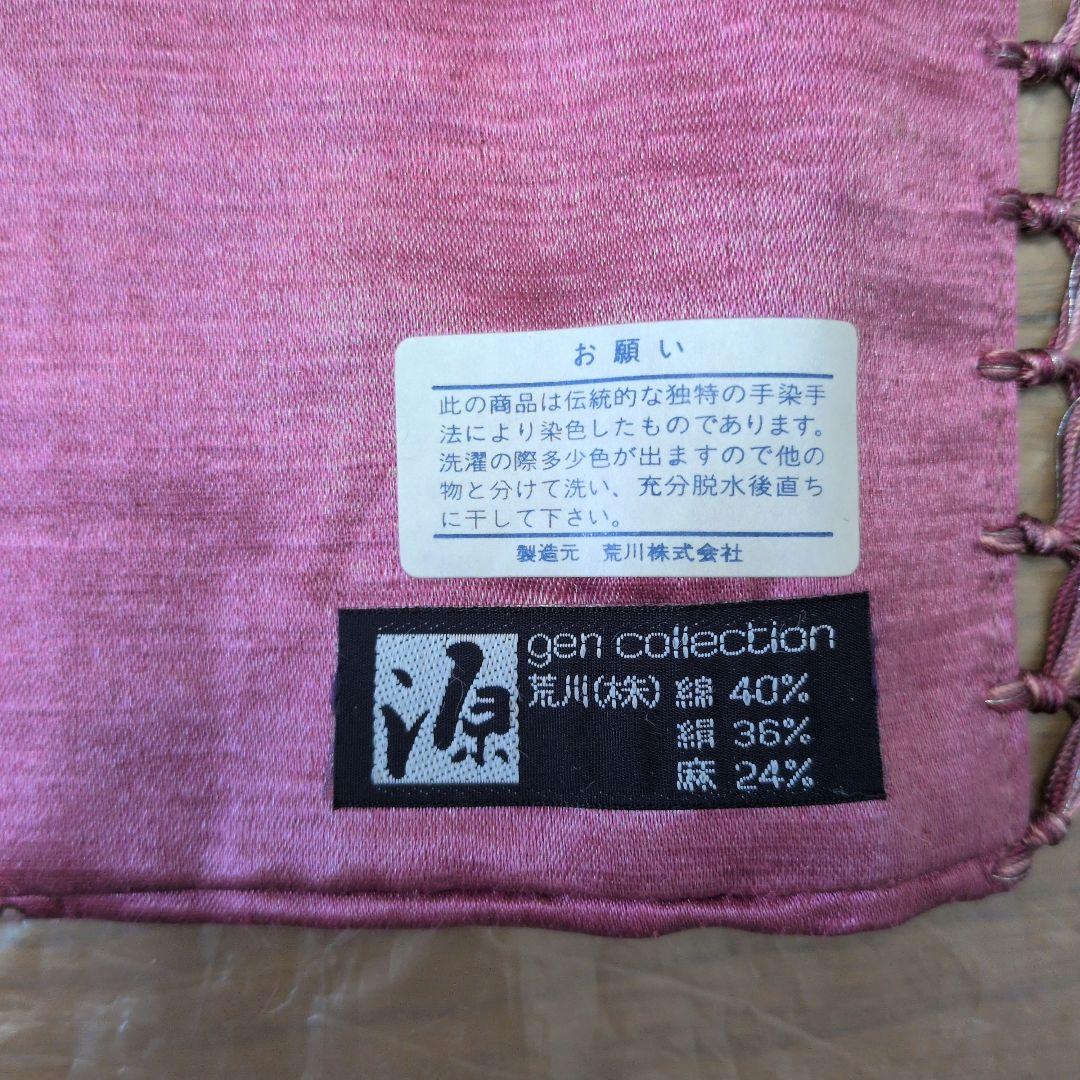 お願い
此の商品は伝統的な独特の手染手
法により染色したものであります。
洗濯の際多少色が出ますので他の
物と分けて洗い、充分脱水後直ち
に干して下さい。
製造元 荒川株式会社
源
gen collection
荒川(株) 綿 40%
絹 36%
麻 24%